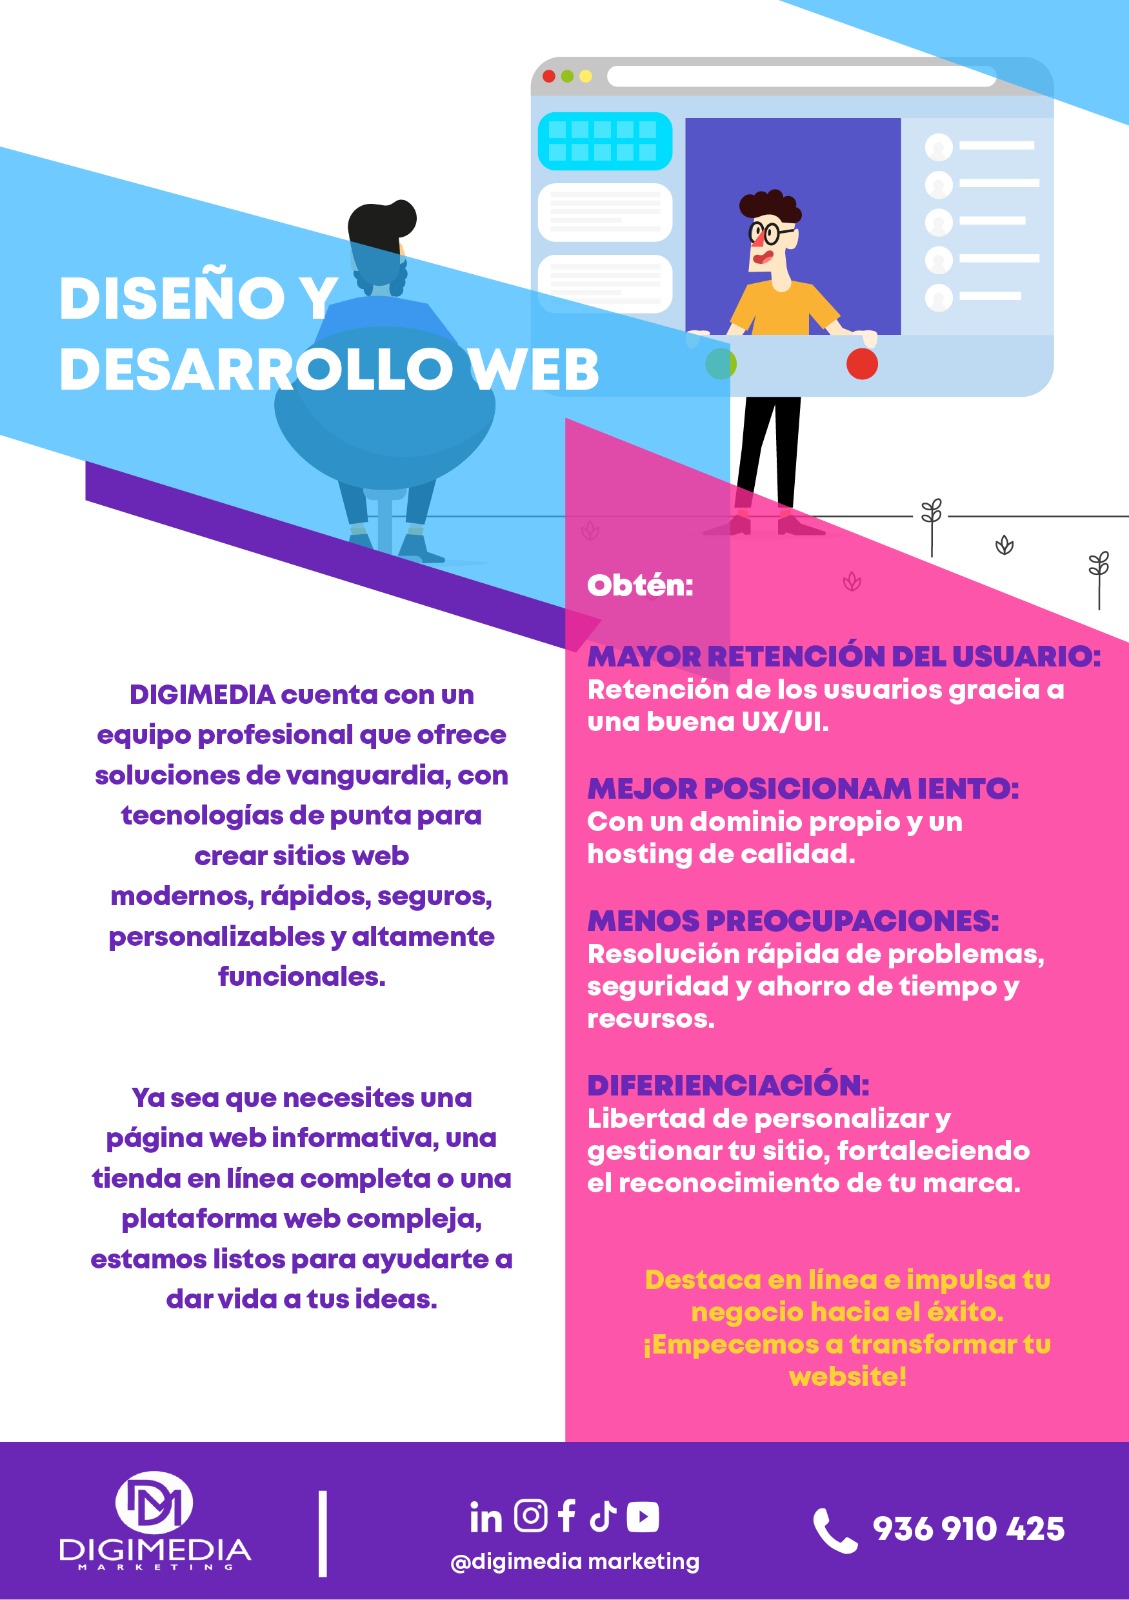 DISEÑO Y
DESARROLLO WEB
DIGIMEDIA cuenta con un
equipo profesional que ofrece
soluciones de vanguardia, con
tecnologías de punta para
crear sitios web
modernos, rápidos, seguros,
personalizables y altamente
funcionales.
Ya sea que necesites una
página web informativa, una
tienda en línea completa o una
plataforma web compleja,
estamos listos para ayudarte a
dar vida a tus ideas.
Obtén:
MAYOR RETENCIÓN DEL USUARIO:
Retención de los usuarios gracia a
una buena UX/UI.
MEJOR POSICIONAM IENTO:
Con un dominio propio y un
hosting de calidad.
MENOS PREOCUPACIONES:
Resolución rápida de problemas,
seguridad y ahorro de tiempo y
recursos.
DIFERIENCIACIÓN:
Libertad de personalizar y
gestionar tu sitio, fortaleciendo
el reconocimiento de tu marca.
Destaca en línea e impulsa tu
negocio hacia el éxito.
¡Empecemos a transformar tu
website!
DM
DIGIMEDIA
MARKETING
@digimedia marketing
936 910 425